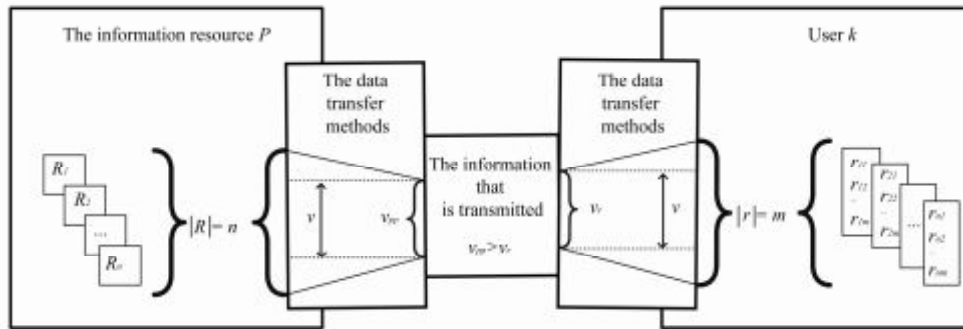 The information resource P
User k
The data
transfer
methods
The data
transfer
methods
The information
that
is transmitted
R1
R2
...
Rn
|R|= n
v
vrr > vr
vr
v
|r|= m
r11
r12
r1m
r21
r22
r2m
...
rn1
rn2
rnm